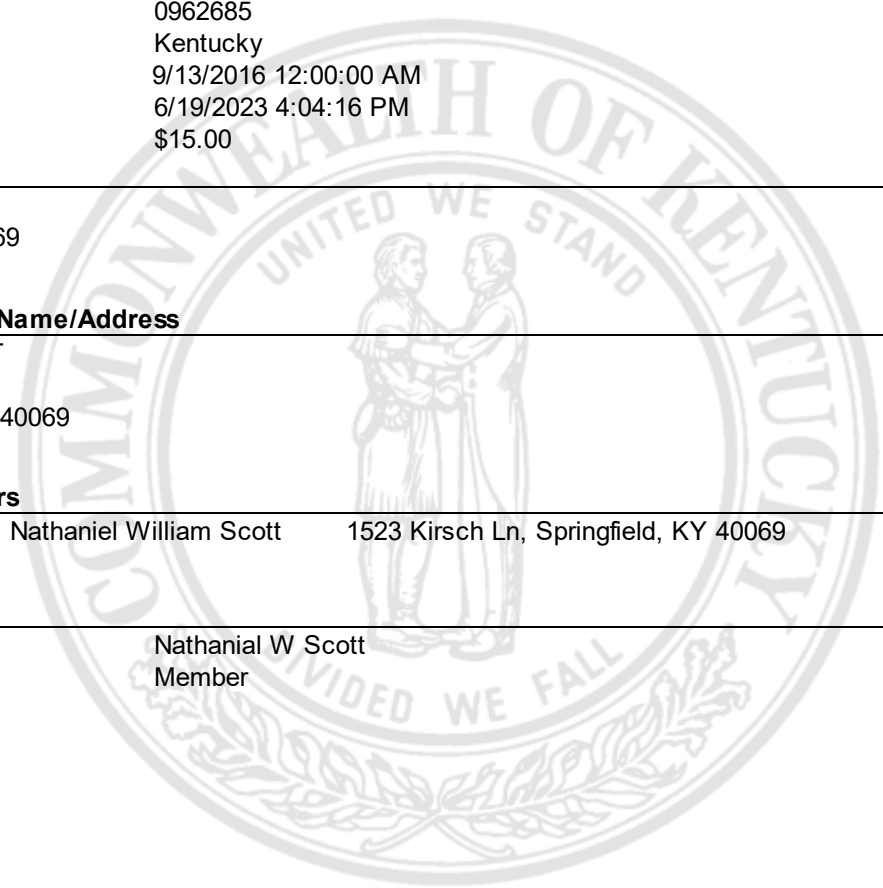 0962685
Kentucky
9/13/2016 12:00:00 AM
6/19/2023 4:04:16 PM
$15.00
69
Name/Address
40069
rs
Nathaniel William Scott 1523 Kirsch Ln, Springfield, KY 40069
Nathanial W Scott
Member
COMMONWEALTH OF KENTUCKY
UNITED WE STAND
DIVIDED WE FALL